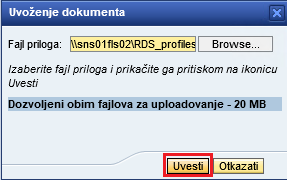 Uvoženje dokumenta
Fajl priloga: \\sns01fls02\RDS_profiles Browse...
Izaberite fajl priloga i prikačite ga pritiskom na ikonicu
Uvesti
Dozvoljeni obim fajlova za uploadovanje - 20 MB
Uvesti Otkazati